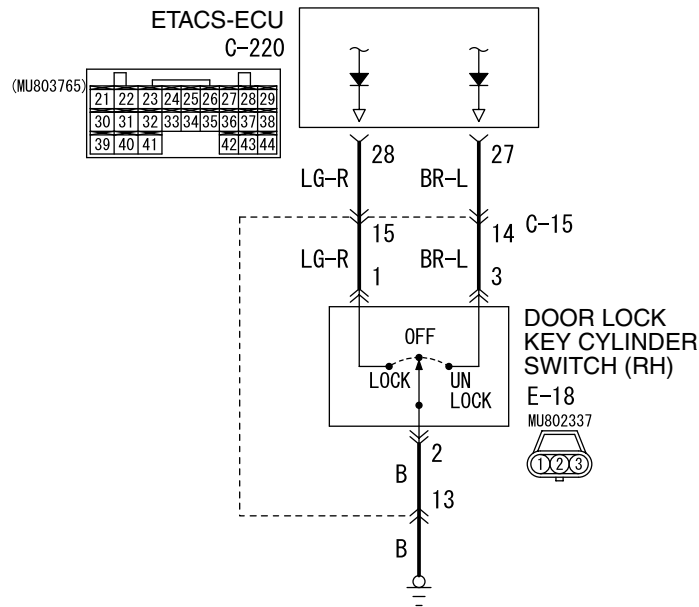 ETACS-ECU
C-220
(MU803765)
21 22 23 24 25 26 27 28 29
30 31 32 33 34 35 36 37 38
39 40 41 42 43 44
28 27
LG-R BR-L
15 14 C-15
LG-R BR-L
1 3
OFF
LOCK UN
LOCK
DOOR LOCK
KEY CYLINDER
SWITCH (RH)
E-18
MU802337
1 2 3
2
B
13
B